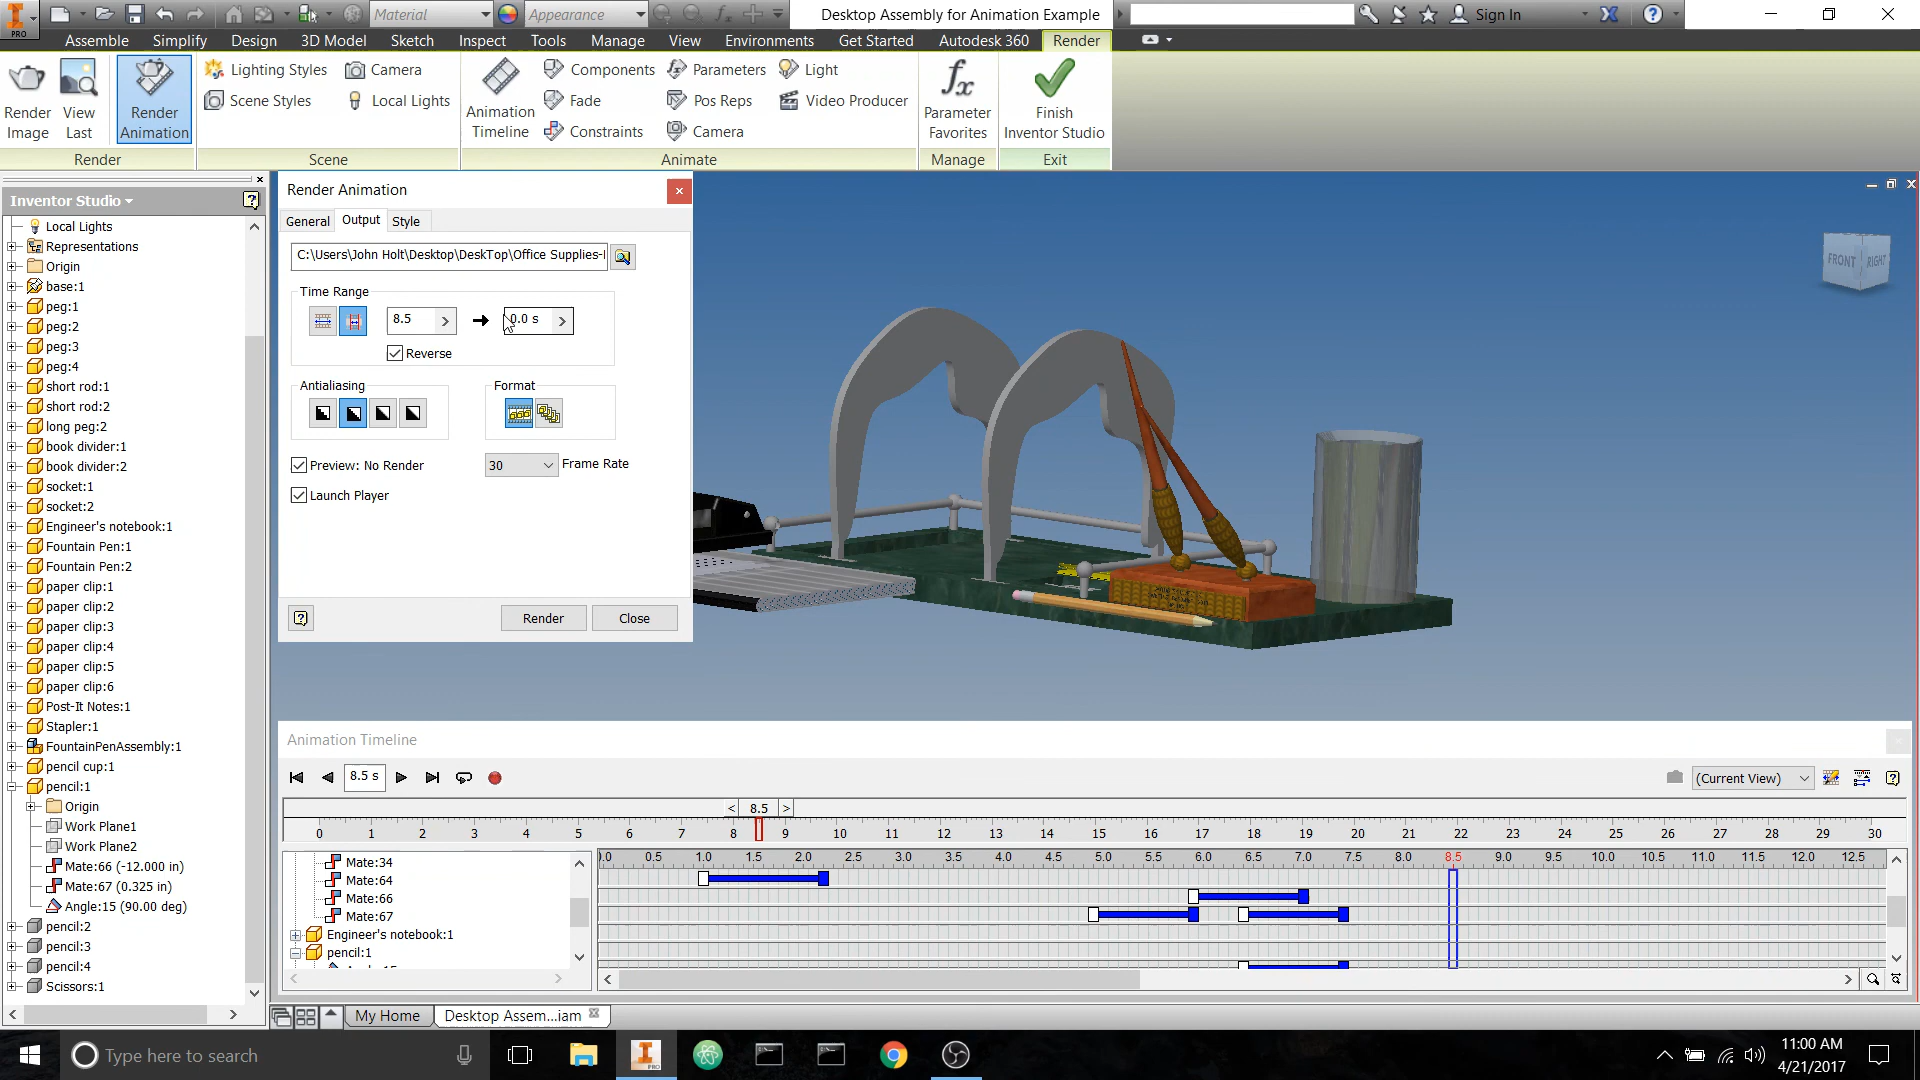 PRO
Material
Appearance
Desktop Assembly for Animation Example
Sign In
Assemble Simplify Design 3D Model Sketch Inspect Tools Manage View Environments Get Started Autodesk 360 Render
Render Image
View Last
Render Animation
Lighting Styles
Scene Styles
Camera
Local Lights
Animation Timeline
Components
Fade
Constraints
Parameters
Pos Reps
Camera
Light
Video Producer
Parameter Favorites
Finish Inventor Studio
Render Scene Animate Manage Exit
Inventor Studio
Local Lights
Representations
Origin
base:1
peg:1
peg:2
peg:3
peg:4
short rod:1
short rod:2
long peg:2
book divider:1
book divider:2
socket:1
socket:2
Engineer's notebook:1
Fountain Pen:1
Fountain Pen:2
paper clip:1
paper clip:2
paper clip:3
paper clip:4
paper clip:5
paper clip:6
Post-It Notes:1
Stapler:1
FountainPenAssembly:1
pencil cup:1
pencil:1
Origin
Work Plane1
Work Plane2
Mate:66 (-12.000 in)
Mate:67 (0.325 in)
Angle:15 (90.00 deg)
pencil:2
pencil:3
pencil:4
Scissors:1
Render Animation
General Output Style
C:\Users\John Holt\Desktop\DeskTop\Office Supplies-
Time Range
8.5
0.0 s
Reverse
Antialiasing
Format
Preview: No Render
30 Frame Rate
Launch Player
Render Close
FRONT RIGHT
Animation Timeline
8.5 s
(Current View)
< 8.5 >
0 1 2 3 4 5 6 7 8 9 10 11 12 13 14 15 16 17 18 19 20 21 22 23 24 25 26 27 28 29 30
0.0 0.5 1.0 1.5 2.0 2.5 3.0 3.5 4.0 4.5 5.0 5.5 6.0 6.5 7.0 7.5 8.0 8.5 9.0 9.5 10.0 10.5 11.0 11.5 12.0 12.5
Mate:34
Mate:64
Mate:66
Mate:67
Engineer's notebook:1
pencil:1
My Home
Desktop Assem...iam
Type here to search
PRO
11:00 AM
4/21/2017